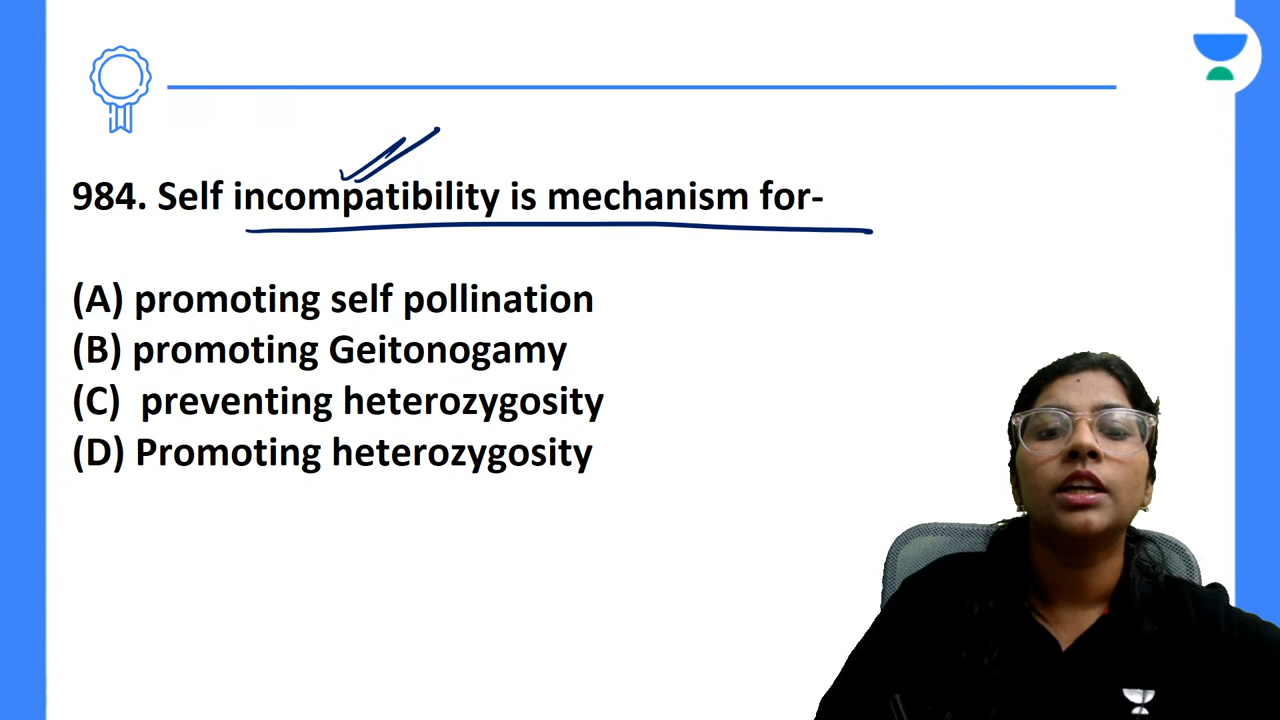 984. Self incompatibility is mechanism for-
(A) promoting self pollination
(B) promoting Geitonogamy
(C) preventing heterozygosity
(D) Promoting heterozygosity